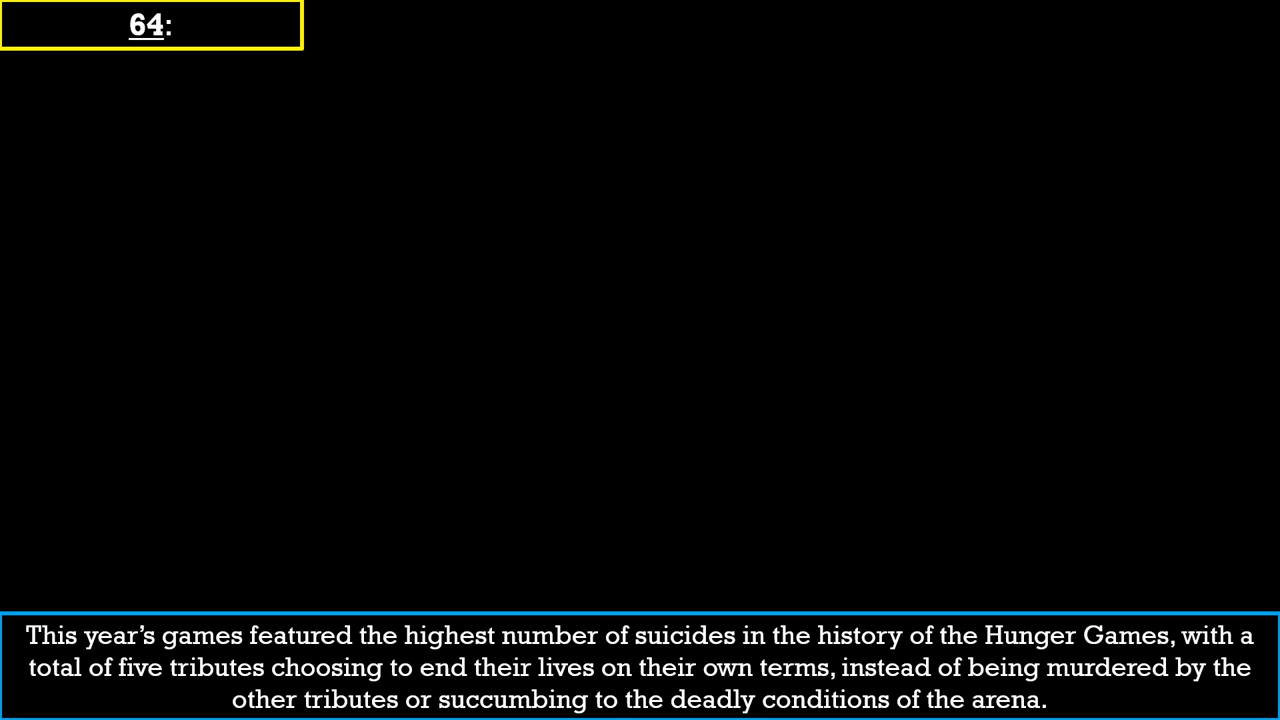 64:
This year’s games featured the highest number of suicides in the history of the Hunger Games, with a
total of five tributes choosing to end their lives on their own terms, instead of being murdered by the
other tributes or succumbing to the deadly conditions of the arena.